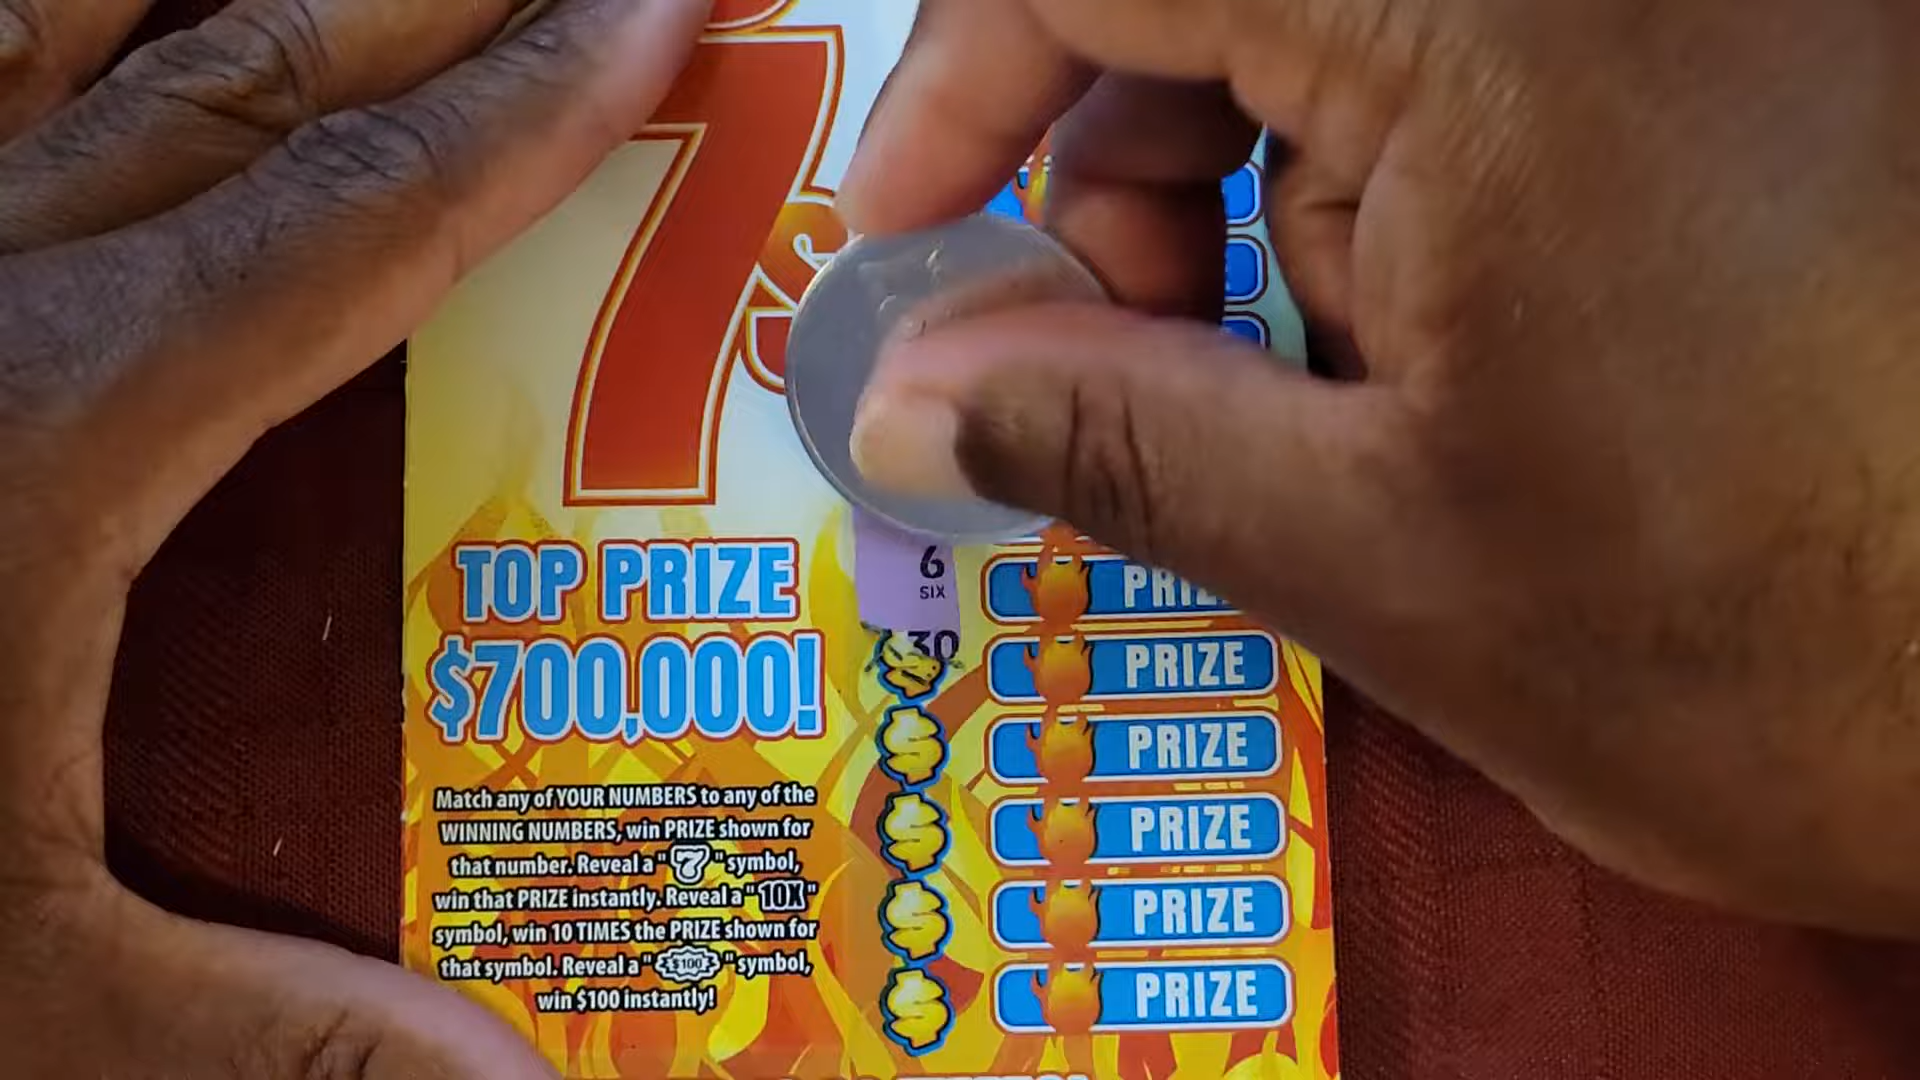 7s
TOP PRIZE
$700,000!
Match any of YOUR NUMBERS to any of the
WINNING NUMBERS, win PRIZE shown for
that number. Reveal a "7" symbol,
win that PRIZE instantly. Reveal a "10X"
symbol, win 10 TIMES the PRIZE shown for
that symbol. Reveal a "$100" symbol,
win $100 instantly!
6
SIX
30
$
$
$
$
PRIZE
PRIZE
PRIZE
PRIZE
PRIZE